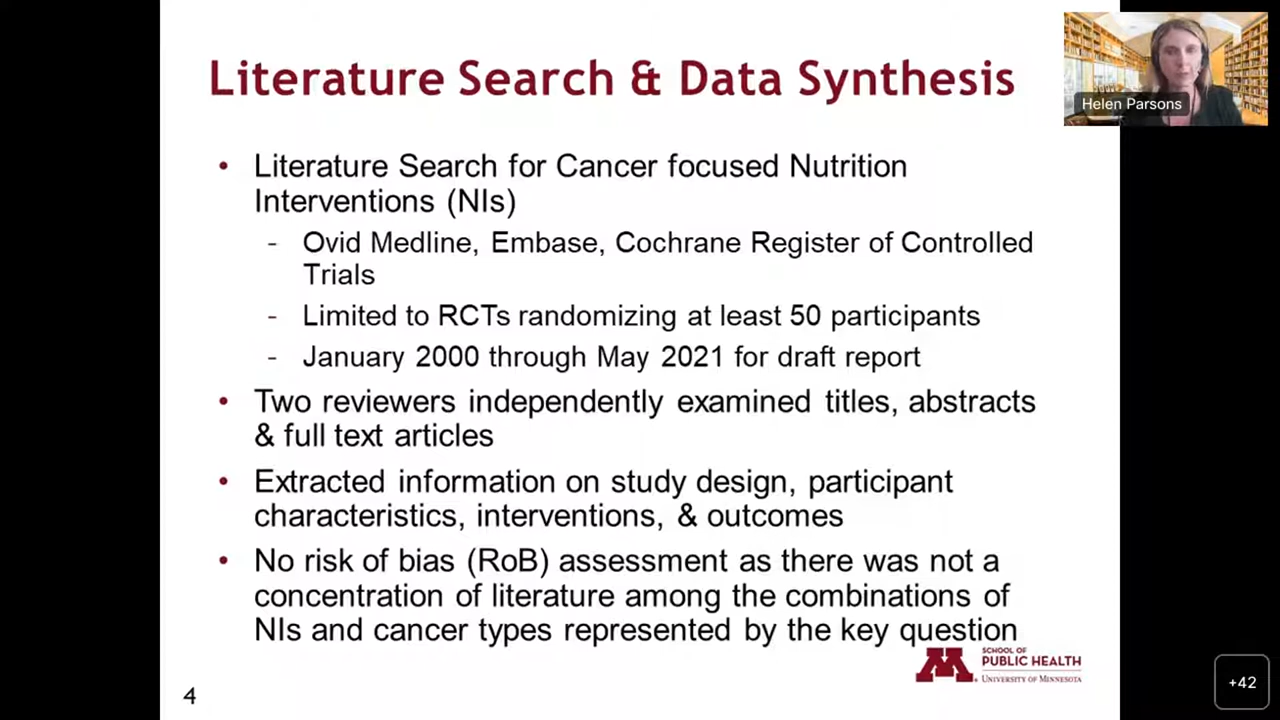 Literature Search & Data Synthesis
Helen Parsons
• Literature Search for Cancer focused Nutrition
Interventions (NIs)
- Ovid Medline, Embase, Cochrane Register of Controlled
Trials
- Limited to RCTs randomizing at least 50 participants
- January 2000 through May 2021 for draft report
• Two reviewers independently examined titles, abstracts
& full text articles
• Extracted information on study design, participant
characteristics, interventions, & outcomes
• No risk of bias (RoB) assessment as there was not a
concentration of literature among the combinations of
NIs and cancer types represented by the key question
M
SCHOOL OF
PUBLIC HEALTH
UNIVERSITY OF MINNESOTA
4
+42